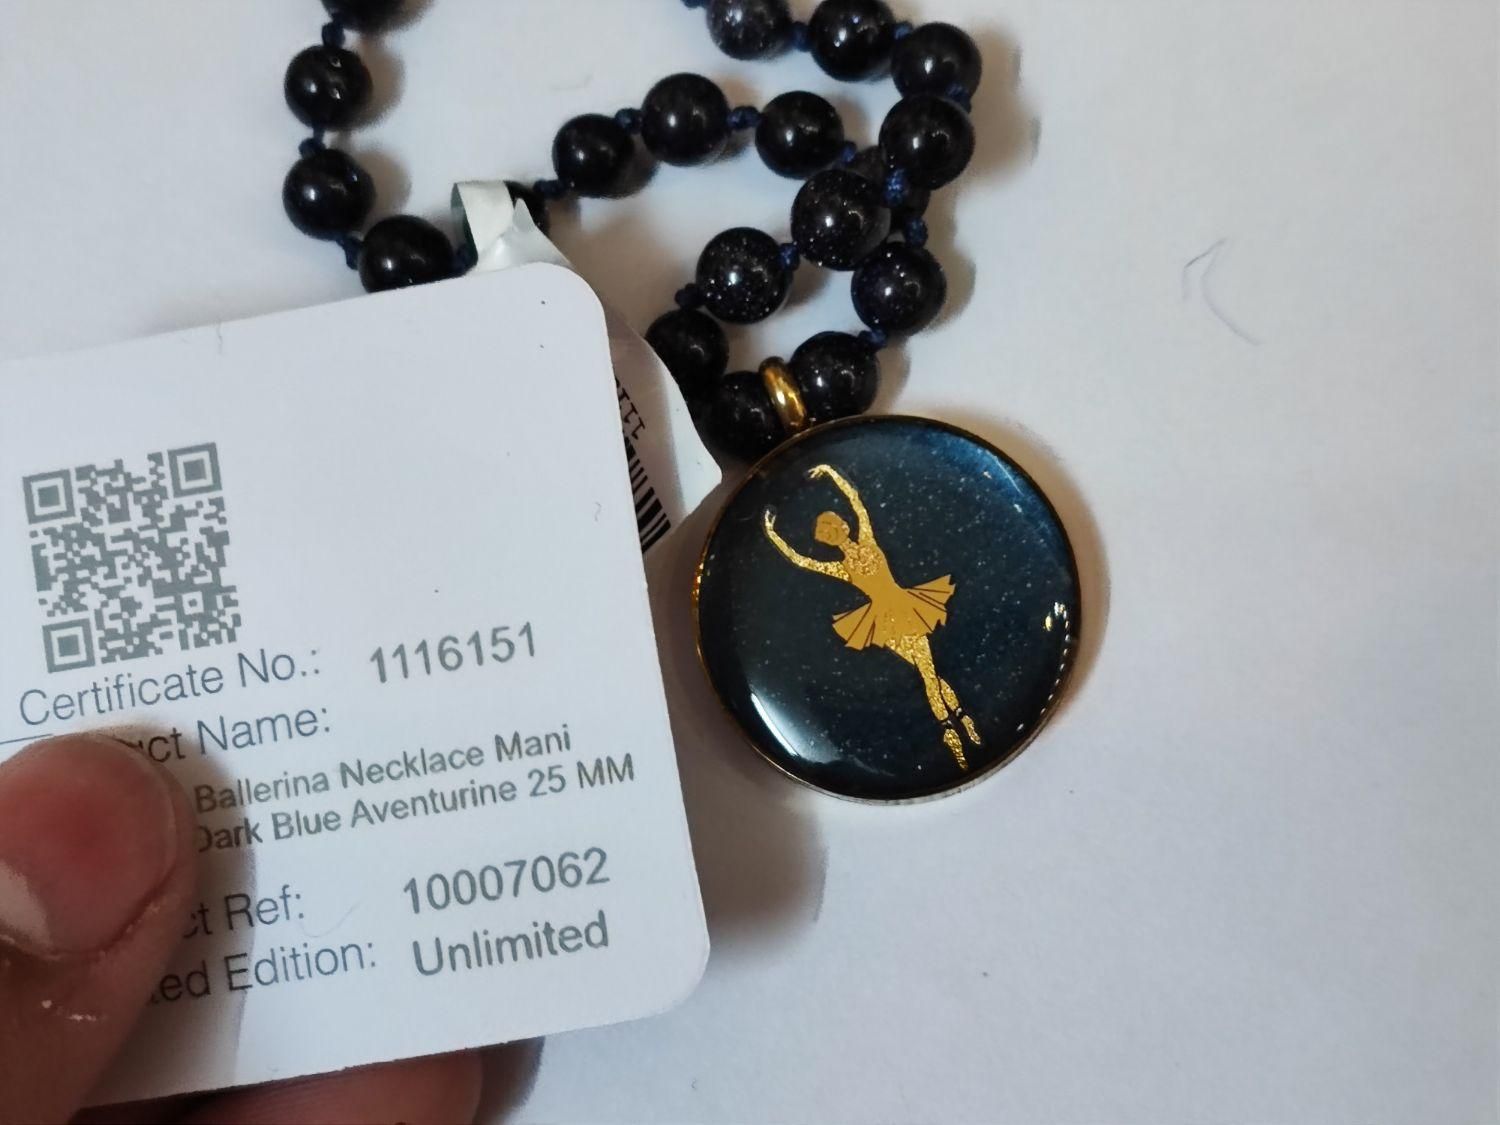 Certificate No.: 1116151
Name:
Ballerina Necklace Mani
Dark Blue Aventurine 25 MM
Ref: 10007062
Edition: Unlimited